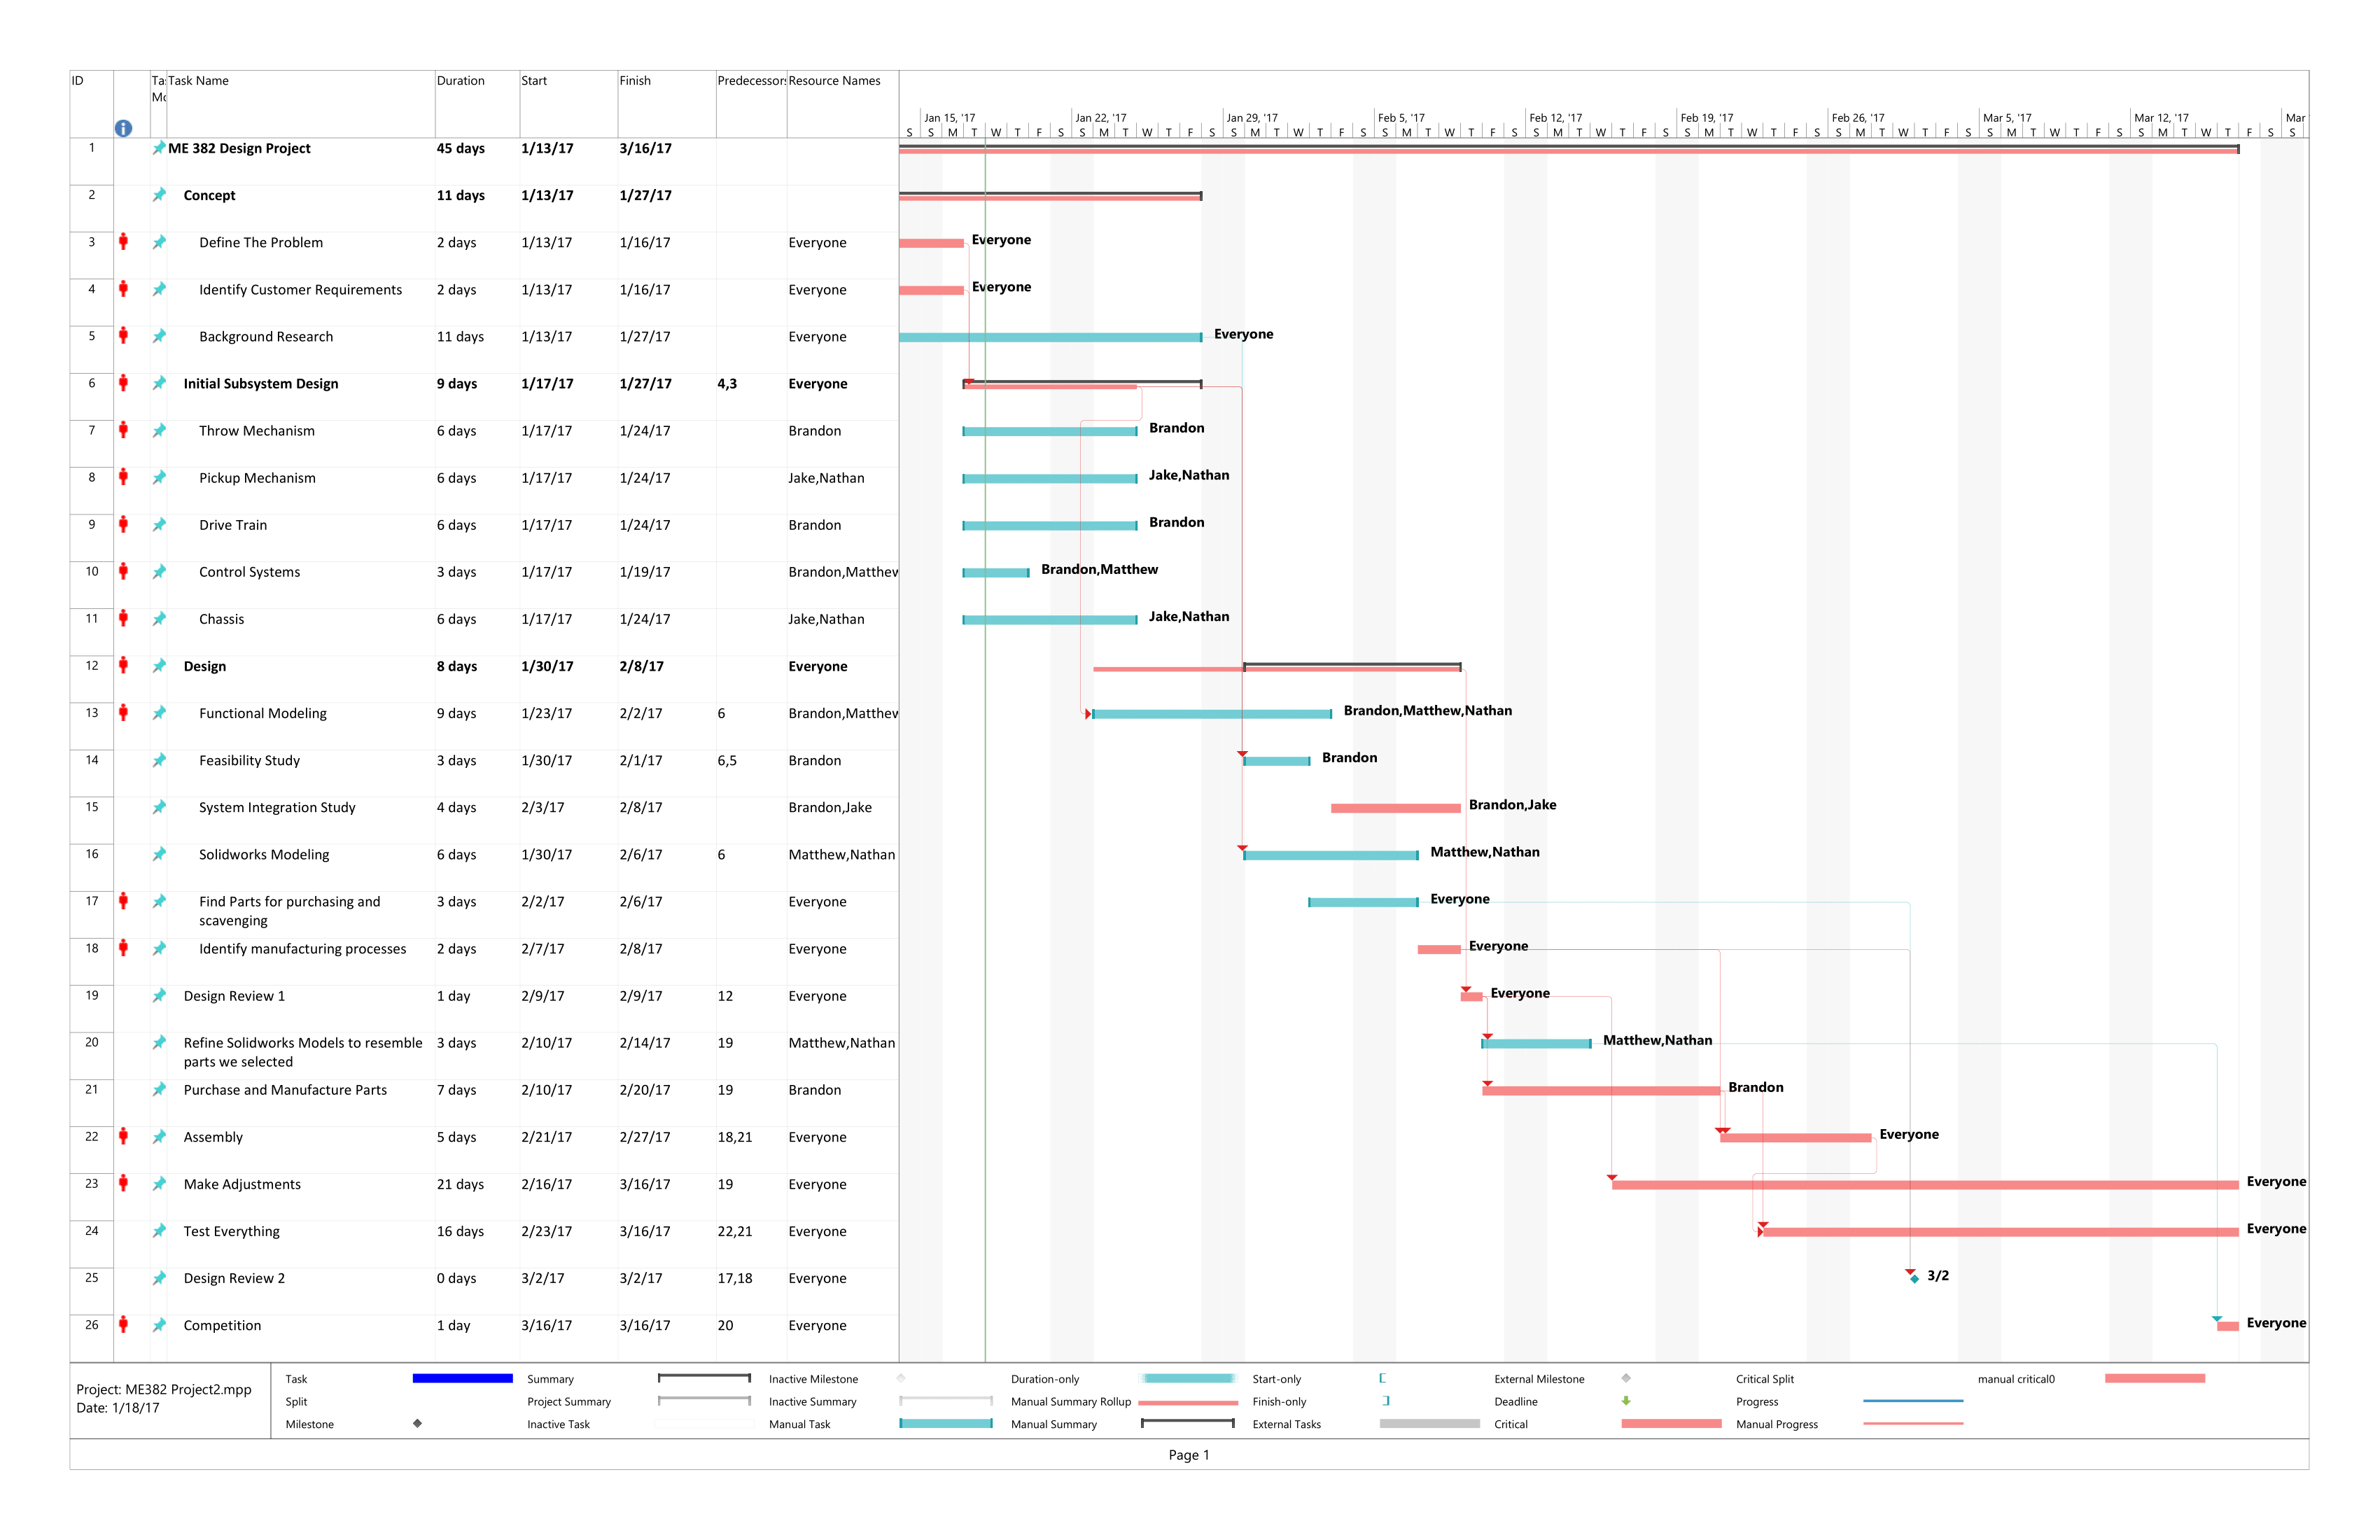 ID Ta: Task Name Duration Start Finish Predecessors Resource Names
Mo
Jan 15, '17 Jan 22, '17 Jan 29, '17 Feb 5, '17 Feb 12, '17 Feb 19, '17 Feb 26, '17 Mar 5, '17 Mar 12, '17 Mar
S S M T W T F S S M T W T F S S M T W T F S S M T W T F S S M T W T F S S M T W T F S S M T W T F S S M T W T F S S M T W T F S S
1 ME 382 Design Project 45 days 1/13/17 3/16/17
2 Concept 11 days 1/13/17 1/27/17
3 Define The Problem 2 days 1/13/17 1/16/17 Everyone Everyone
4 Identify Customer Requirements 2 days 1/13/17 1/16/17 Everyone Everyone
5 Background Research 11 days 1/13/17 1/27/17 Everyone Everyone
6 Initial Subsystem Design 9 days 1/17/17 1/27/17 4,3 Everyone
7 Throw Mechanism 6 days 1/17/17 1/24/17 Brandon Brandon
8 Pickup Mechanism 6 days 1/17/17 1/24/17 Jake,Nathan Jake,Nathan
9 Drive Train 6 days 1/17/17 1/24/17 Brandon Brandon
10 Control Systems 3 days 1/17/17 1/19/17 Brandon,Matthew Brandon,Matthew
11 Chassis 6 days 1/17/17 1/24/17 Jake,Nathan Jake,Nathan
12 Design 8 days 1/30/17 2/8/17 Everyone
13 Functional Modeling 9 days 1/23/17 2/2/17 6 Brandon,Matthew Brandon,Matthew,Nathan
14 Feasibility Study 3 days 1/30/17 2/1/17 6,5 Brandon Brandon
15 System Integration Study 4 days 2/3/17 2/8/17 Brandon,Jake Brandon,Jake
16 Solidworks Modeling 6 days 1/30/17 2/6/17 6 Matthew,Nathan Matthew,Nathan
17 Find Parts for purchasing and 3 days 2/2/17 2/6/17 Everyone Everyone
scavenging
18 Identify manufacturing processes 2 days 2/7/17 2/8/17 Everyone Everyone
19 Design Review 1 1 day 2/9/17 2/9/17 12 Everyone Everyone
20 Refine Solidworks Models to resemble 3 days 2/10/17 2/14/17 19 Matthew,Nathan Matthew,Nathan
parts we selected
21 Purchase and Manufacture Parts 7 days 2/10/17 2/20/17 19 Brandon Brandon
22 Assembly 5 days 2/21/17 2/27/17 18,21 Everyone Everyone
23 Make Adjustments 21 days 2/16/17 3/16/17 19 Everyone Everyone
24 Test Everything 16 days 2/23/17 3/16/17 22,21 Everyone Everyone
25 Design Review 2 0 days 3/2/17 3/2/17 17,18 Everyone 3/2
26 Competition 1 day 3/16/17 3/16/17 20 Everyone Everyone
Project: ME382 Project2.mpp
Date: 1/18/17
Task Summary Inactive Milestone Duration-only Start-only External Milestone Critical Split manual critical0
Split Project Summary Inactive Summary Manual Summary Rollup Finish-only Deadline Progress
Milestone Inactive Task Manual Task Manual Summary External Tasks Critical Manual Progress
Page 1